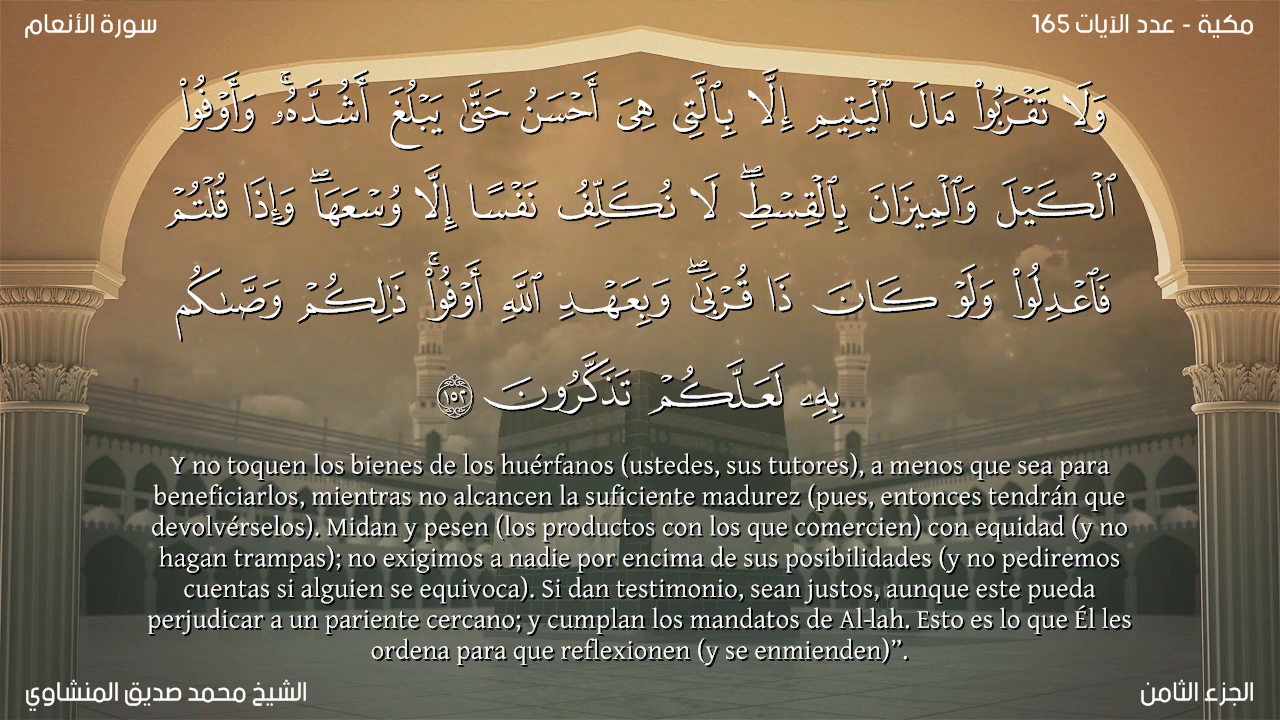 مكية - عدد الآيات 165
سورة الأنعام
وَلَا تَقْرَبُوا۟ مَالَ ٱلْيَتِيمِ إِلَّا بِٱلَّتِى هِىَ أَحْسَنُ حَتَّىٰ يَبْلُغَ أَشُدَّهُۥ ۚ وَأَوْفُوا۟
ٱلْكَيْلَ وَٱلْمِيزَانَ بِٱلْقِسْطِ ۖ لَا نُكَلِّفُ نَفْسًا إِلَّا وُسْعَهَا ۖ وَإِذَا قُلْتُمْ
فَٱعْدِلُوا۟ وَلَوْ كَانَ ذَا قُرْبَىٰ ۖ وَبِعَهْدِ ٱللَّهِ أَوْفُوا۟ ۚ ذَٰلِكُمْ وَصَّىٰكُم
بِهِۦ لَعَلَّكُمْ تَذَكَّرُونَ ١٥٢
Y no toquen los bienes de los huérfanos (ustedes, sus tutores), a menos que sea para
beneficiarlos, mientras no alcancen la suficiente madurez (pues, entonces tendrán que
devolvérselos). Midan y pesen (los productos con los que comercien) con equidad (y no
hagan trampas); no exigimos a nadie por encima de sus posibilidades (y no pediremos
cuentas si alguien se equivoca). Si dan testimonio, sean justos, aunque este pueda
perjudicar a un pariente cercano; y cumplan los mandatos de Al-lah. Esto es lo que Él les
ordena para que reflexionen (y se enmienden)”.
الجزء الثامن
الشيخ محمد صديق المنشاوي